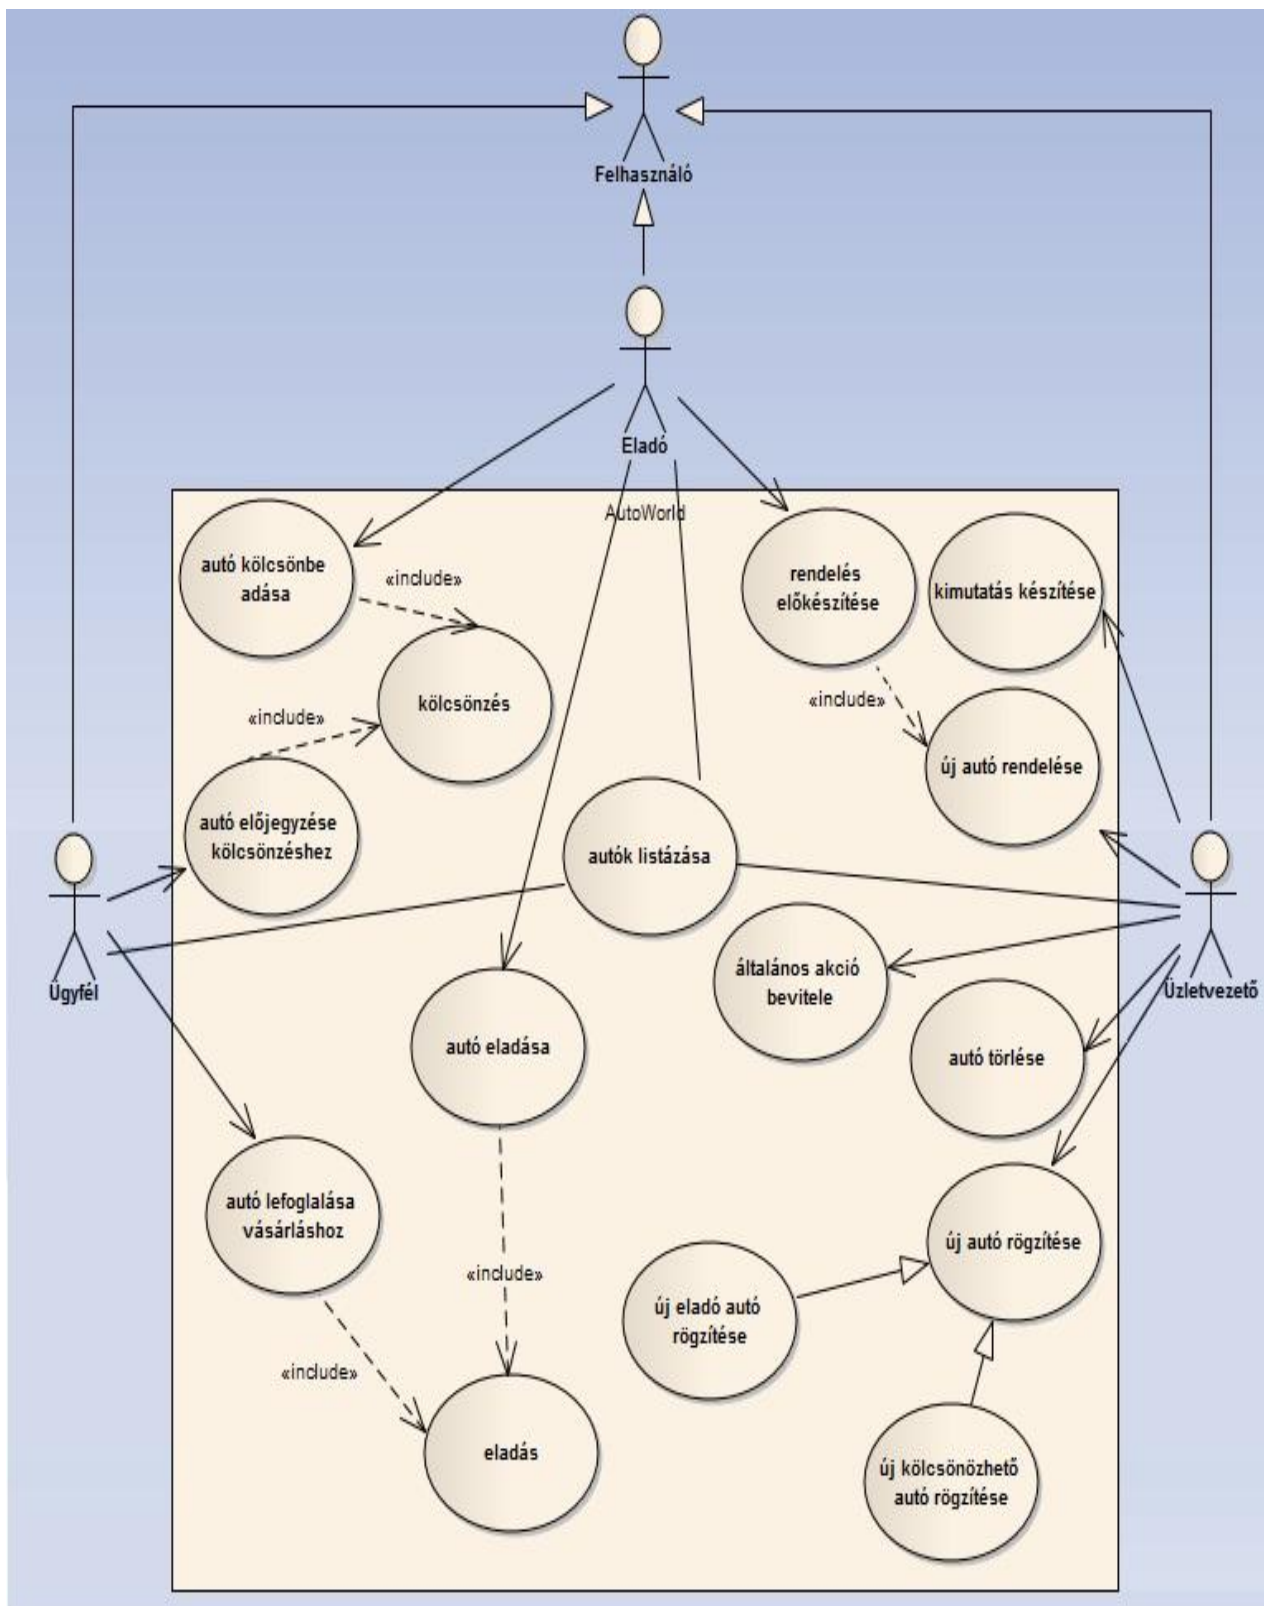 Felhasználó
Eladó
AutoWorld
autó kölcsönbe
adása
«include»
rendelés
előkészítése
kimutatás készítése
kölcsönzés
«include»
«include»
új autó rendelése
autó előjegyzése
kölcsönzéshez
autók listázása
Ügyfél
általános akció
bevitele
Üzletvezető
autó eladása
autó törlése
autó lefoglalása
vásárláshoz
új autó rögzítése
«include»
új eladó autó
rögzítése
«include»
eladás
új kölcsönözhető
autó rögzítése